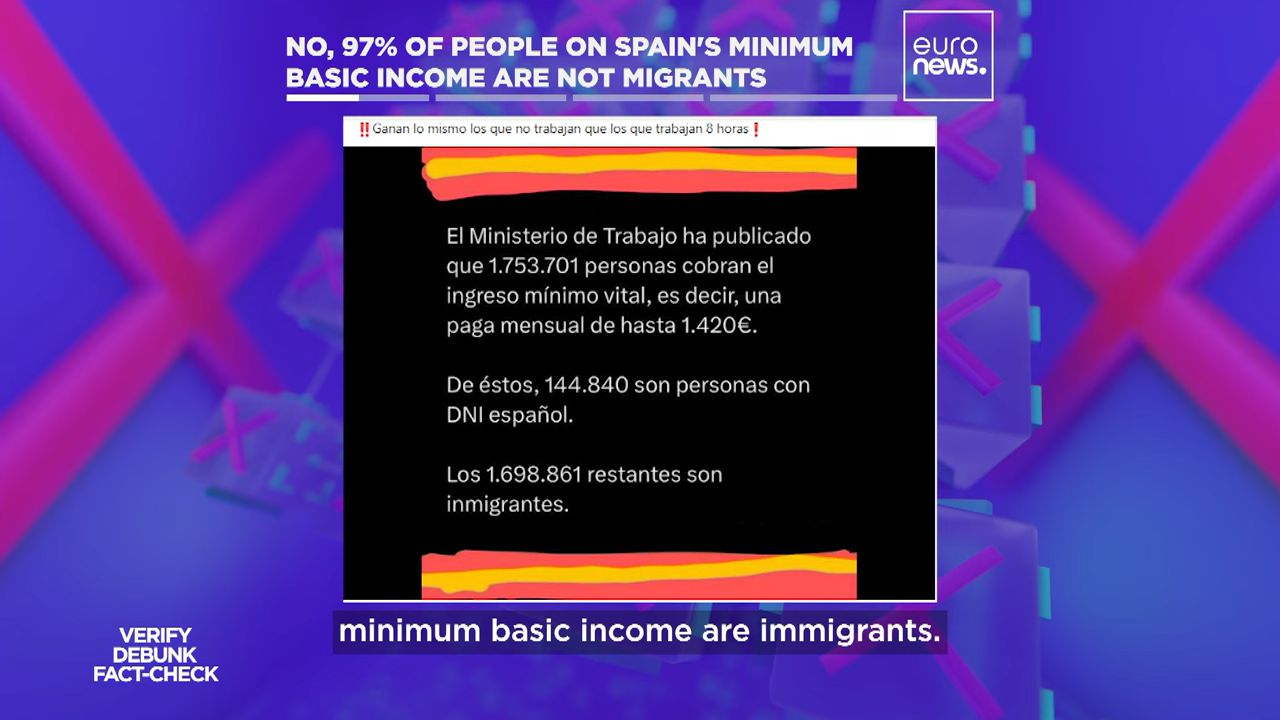 NO, 97% OF PEOPLE ON SPAIN'S MINIMUM
BASIC INCOME ARE NOT MIGRANTS
euro
news.
‼Ganan lo mismo los que no trabajan que los que trabajan 8 horas❗
El Ministerio de Trabajo ha publicado
que 1.753.701 personas cobran el
ingreso mínimo vital, es decir, una
paga mensual de hasta 1.420€.
De éstos, 144.840 son personas con
DNI español.
Los 1.698.861 restantes son
inmigrantes.
minimum basic income are immigrants.
VERIFY
DEBUNK
FACT-CHECK